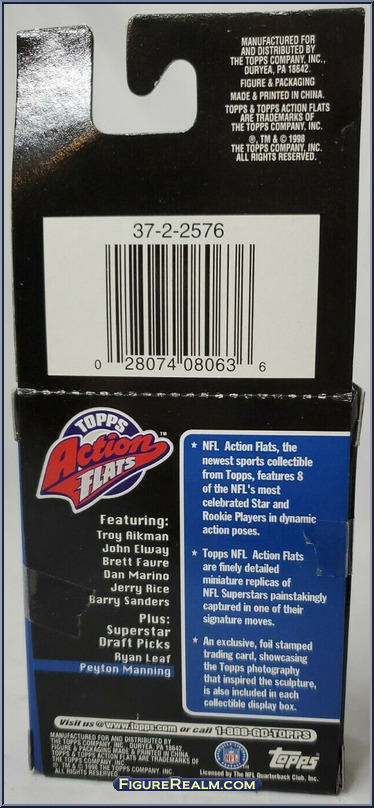 MANUFACTURED FOR
AND DISTRIBUTED BY
THE TOPPS COMPANY, INC.,
DURYEA, PA 18642.
FIGURE & PACKAGING
MADE & PRINTED IN CHINA.
TOPPS & TOPPS ACTION FLATS
ARE TRADEMARKS OF
THE TOPPS COMPANY, INC.
®, TM & © 1998
THE TOPPS COMPANY, INC.
ALL RIGHTS RESERVED.
37-2-2576
0 28074 08063 6
TOPPS
Action
FLATS
TM
Featuring:
Troy Aikman
John Elway
Brett Favre
Dan Marino
Jerry Rice
Barry Sanders
Plus:
Superstar
Draft Picks
Ryan Leaf
Peyton Manning
★ NFL Action Flats, the
newest sports collectible
from Topps, features 8
of the NFL's most
celebrated Star and
Rookie Players in dynamic
action poses.
★ Topps NFL Action Flats
are finely detailed
miniature replicas of
NFL Superstars painstakingly
captured in one of their
signature moves.
★ An exclusive, foil stamped
trading card, showcasing
the Topps photography
that inspired the sculpture,
is also included in each
collectible display box.
Visit us @ www.topps.com or call 1-888-GO-TOPPS
MANUFACTURED FOR AND DISTRIBUTED BY
THE TOPPS COMPANY, INC. DURYEA, PA 18642
FIGURE & PACKAGING MADE & PRINTED IN CHINA
TOPPS & TOPPS ACTION FLATS ARE
TRADEMARKS OF THE TOPPS COMPANY, INC.
®, TM & © 1998 THE TOPPS COMPANY, INC.
ALL RIGHTS RESERVED.
NFL
topps
Licensed by The NFL Quarterback Club, Inc.
FIGUREREALM.COM